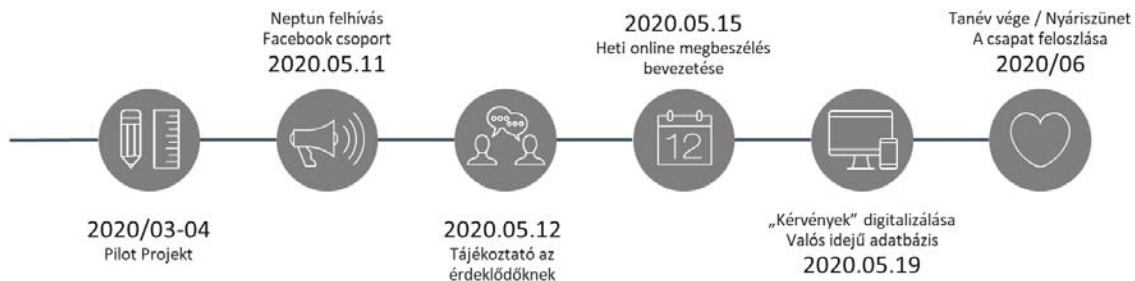 2020/03-04
Pilot Projekt
Neptun felhívás
Facebook csoport
2020.05.11
2020.05.12
Tájékoztató az
érdeklődőknek
2020.05.15
Heti online megbeszélés
bevezetése
12
„Kérvények” digitalizálása
Valós idejű adatbázis
2020.05.19
Tanév vége / Nyáriszünet
A csapat feloszlása
2020/06